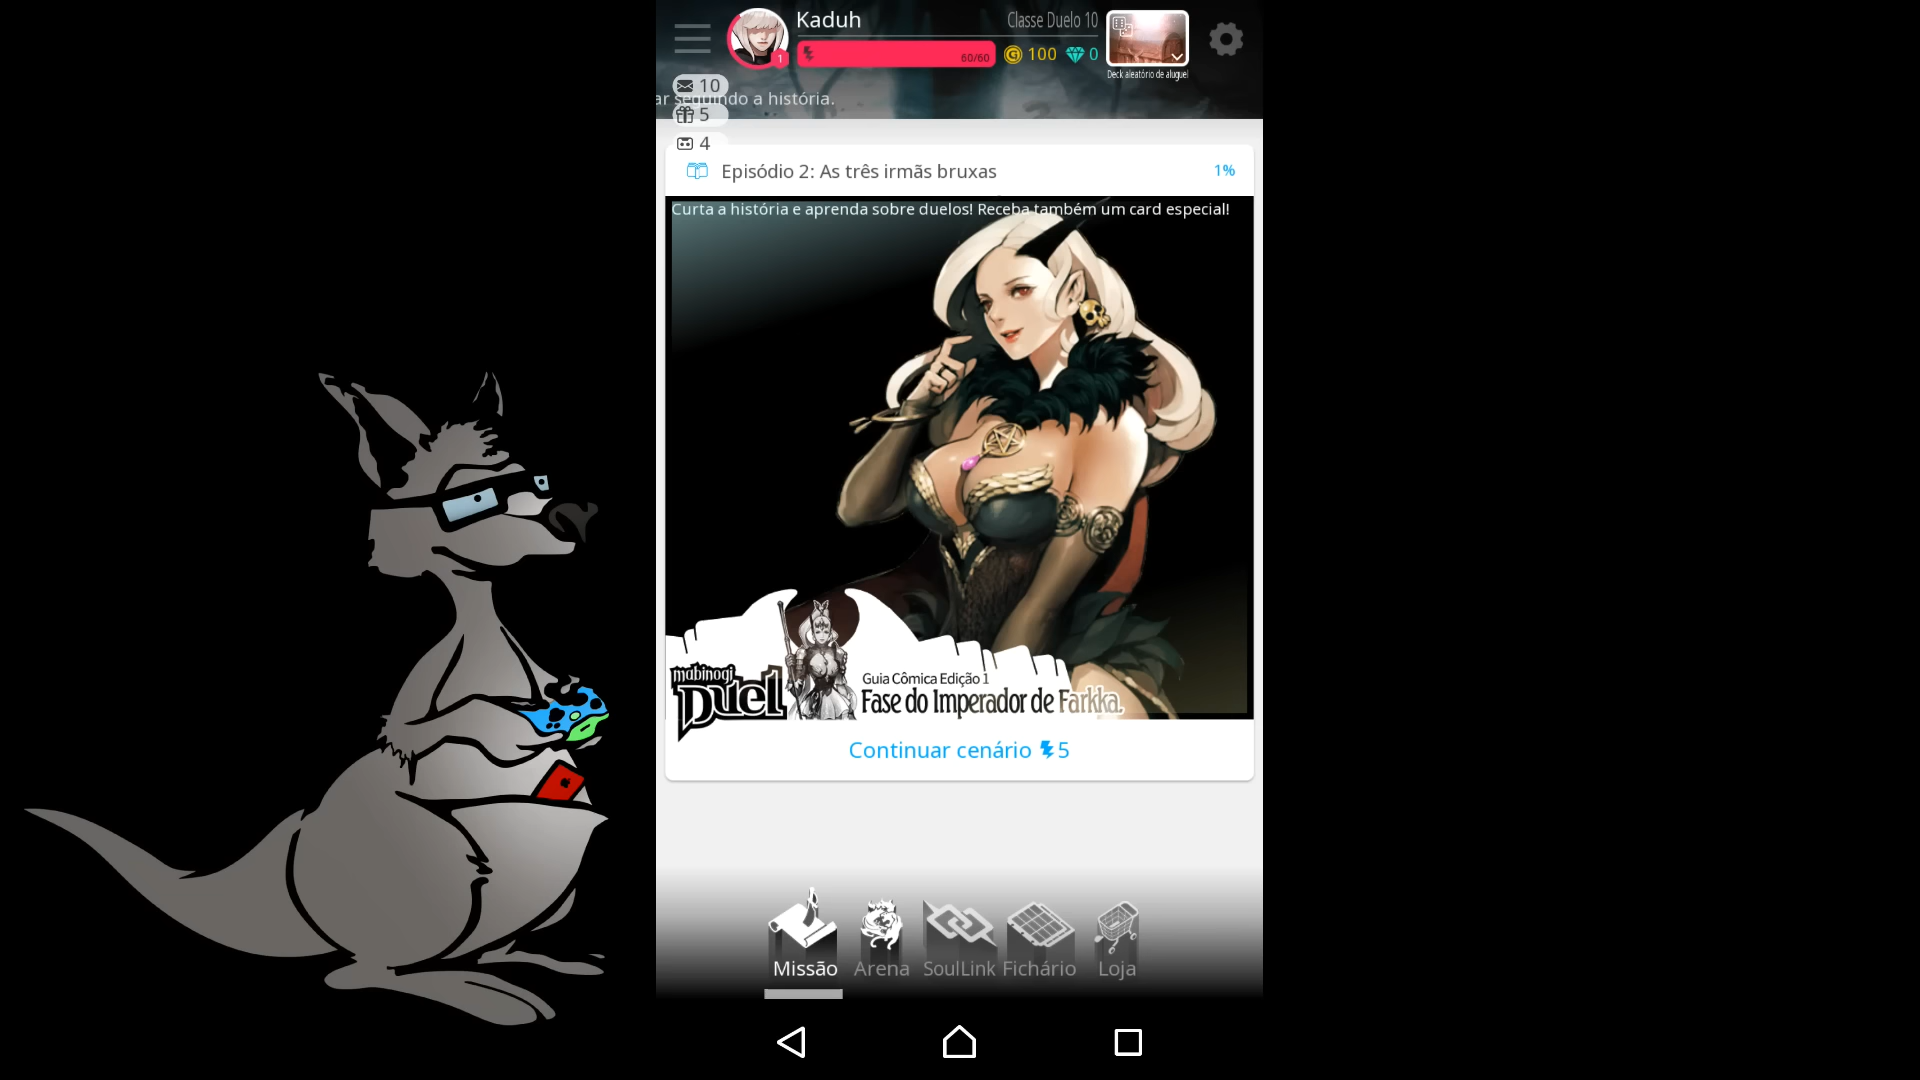 Kaduh
Classe Duelo 10
1
60/60
100
0
Deck aleatório de aluguel
10
ar seguindo a história.
5
4
Episódio 2: As três irmãs bruxas
1%
Curta a história e aprenda sobre duelos! Receba também um card especial!
mabinogi
Duel
Guia Cômica Edição 1
Fase do Imperador de Farkka.
Continuar cenário 5
Missão
Arena
SoulLink
Fichário
Loja